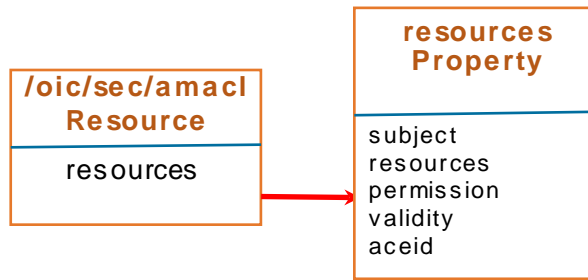 /oic/sec/amacl
Resource
resources
resources
Property
subject
resources
permission
validity
aceid